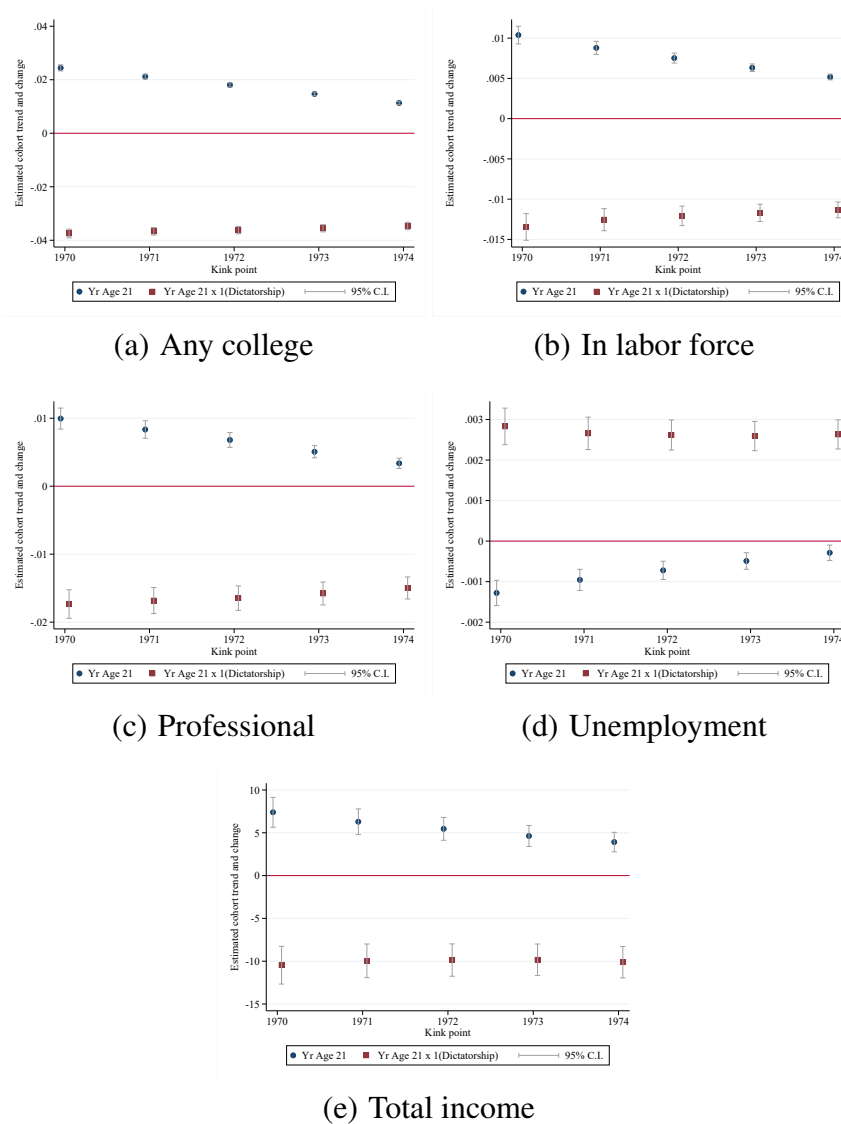 Estimated cohort trend and change
.04
.02
0
-.02
-.04
1970 1971 1972 1973 1974
Kink point
Yr Age 21 Yr Age 21 x 1(Dictatorship) 95% C.I.
(a) Any college
Estimated cohort trend and change
.01
.005
0
-.005
-.01
-.015
1970 1971 1972 1973 1974
Kink point
Yr Age 21 Yr Age 21 x 1(Dictatorship) 95% C.I.
(b) In labor force
Estimated cohort trend and change
.01
0
-.01
-.02
1970 1971 1972 1973 1974
Kink point
Yr Age 21 Yr Age 21 x 1(Dictatorship) 95% C.I.
(c) Professional
Estimated cohort trend and change
.003
.002
.001
0
-.001
-.002
1970 1971 1972 1973 1974
Kink point
Yr Age 21 Yr Age 21 x 1(Dictatorship) 95% C.I.
(d) Unemployment
Estimated cohort trend and change
10
5
0
-5
-10
-15
1970 1971 1972 1973 1974
Kink point
Yr Age 21 Yr Age 21 x 1(Dictatorship) 95% C.I.
(e) Total income